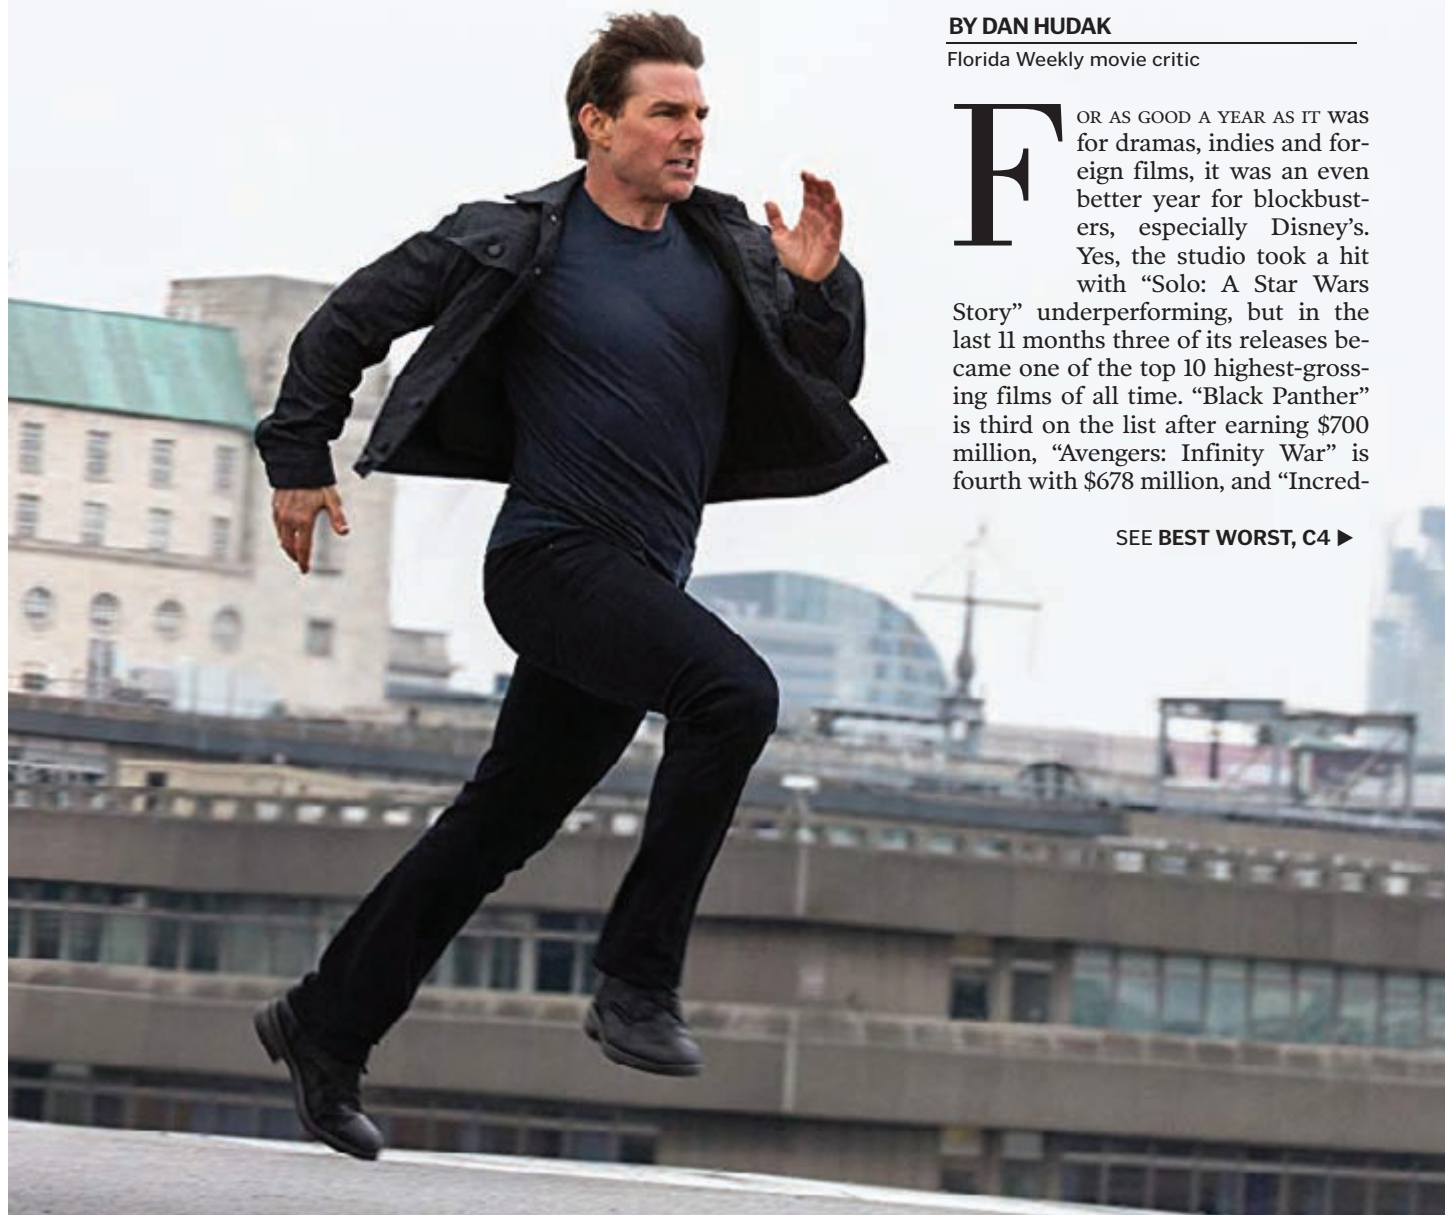 BY DAN HUDAK
Florida Weekly movie critic
FOR AS GOOD A YEAR AS IT was
for dramas, indies and for-
eign films, it was an even
better year for blockbust-
ers, especially Disney’s.
Yes, the studio took a hit
with “Solo: A Star Wars
Story” underperforming, but in the
last 11 months three of its releases be-
came one of the top 10 highest-gross-
ing films of all time. “Black Panther”
is third on the list after earning $700
million, “Avengers: Infinity War” is
fourth with $678 million, and “Incred-
SEE BEST WORST, C4 ▶